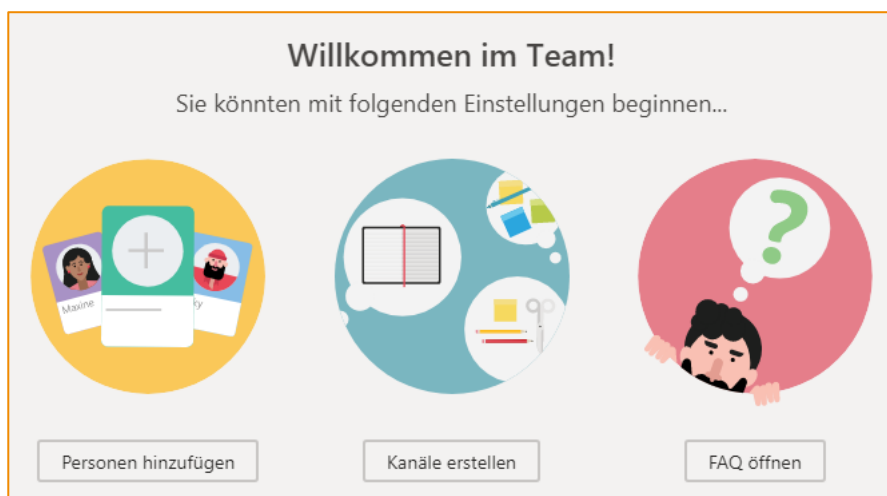 Willkommen im Team!
Sie könnten mit folgenden Einstellungen beginnen...
Maxine
Personen hinzufügen
Kanäle erstellen
FAQ öffnen